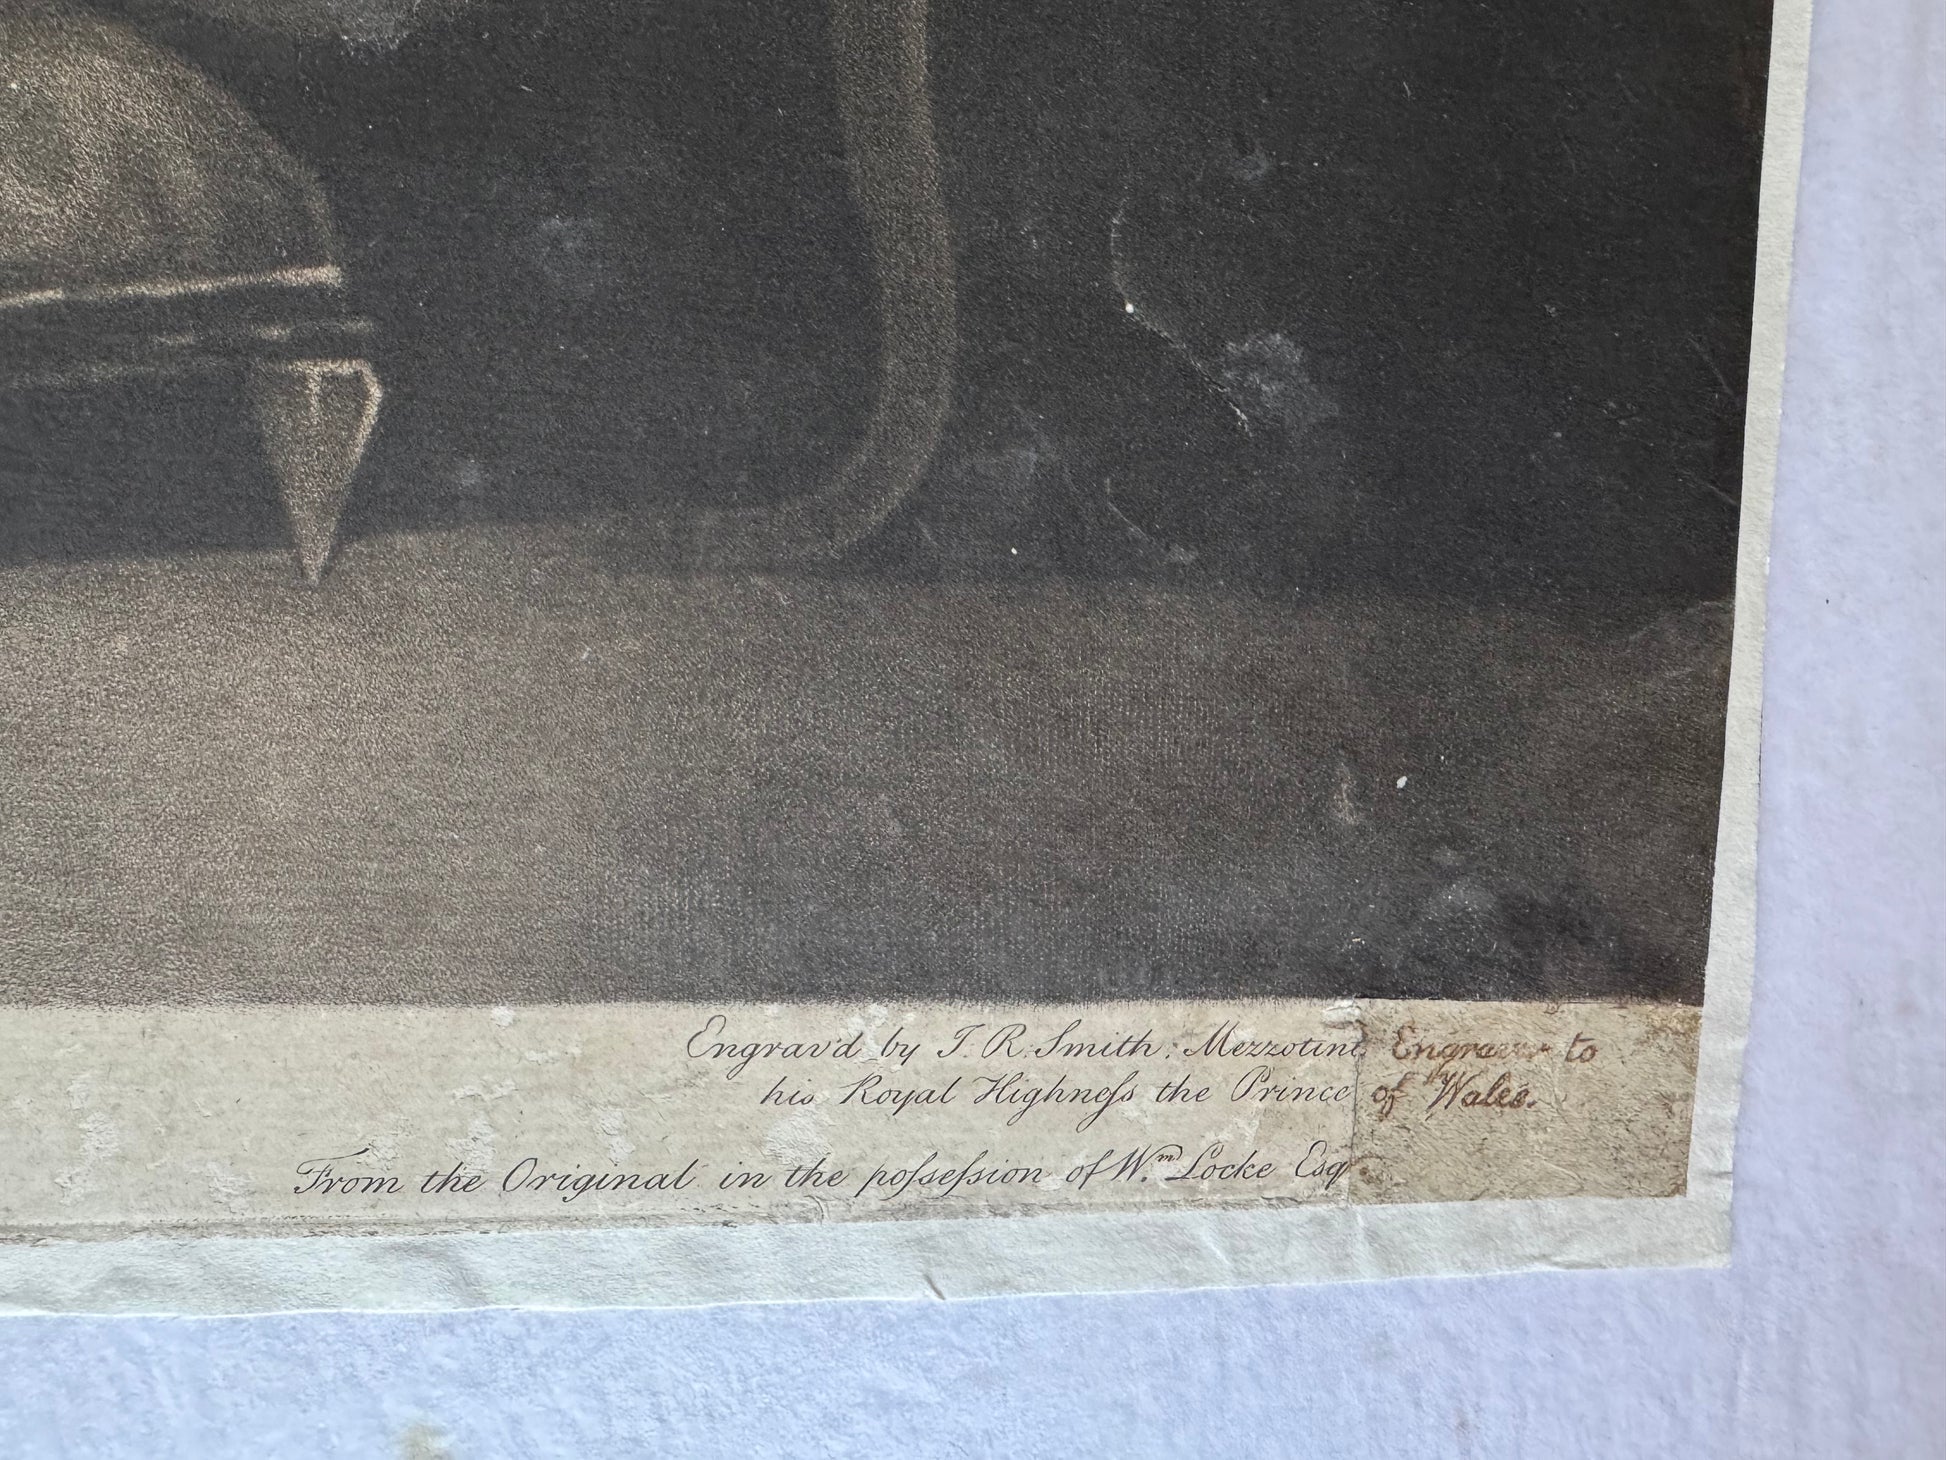 Engrav'd by J. R. Smith, Mezzotint Engraver to
his Royal Highneſs the Prince of Wales.
From the Original in the poſseſsion of Wm. Locke Esqr